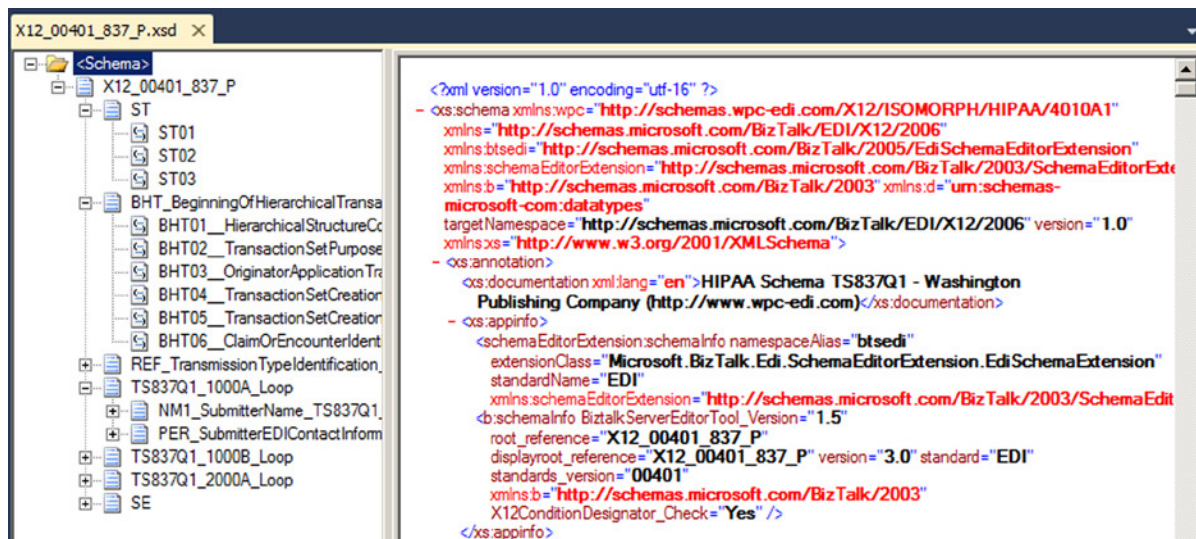 X12_00401_837_P.xsd
<Schema>
X12_00401_837_P
ST
ST01
ST02
ST03
BHT_BeginningOfHierarchicalTransa
BHT01__HierarchicalStructureCo
BHT02__TransactionSetPurpose
BHT03__OriginatorApplicationTra
BHT04__TransactionSetCreation
BHT05__TransactionSetCreation
BHT06__ClaimOrEncounterIdent
REF_TransmissionTypeIdentification_
TS837Q1_1000A_Loop
NM1_SubmitterName_TS837Q1_
PER_SubmitterEDIContactInform
TS837Q1_1000B_Loop
TS837Q1_2000A_Loop
SE
<?xml version="1.0" encoding="utf-16" ?>
- <xs:schema xmlns:wpc="http://schemas.wpc-edi.com/X12/ISOMORPH/HIPAA/4010A1"
xmlns="http://schemas.microsoft.com/BizTalk/EDI/X12/2006"
xmlns:btsedi="http://schemas.microsoft.com/BizTalk/2005/EdiSchemaEditorExtension"
xmlns:schemaEditorExtension="http://schemas.microsoft.com/BizTalk/2003/SchemaEditorExte
xmlns:b="http://schemas.microsoft.com/BizTalk/2003" xmlns:d="urn:schemas-
microsoft-com:datatypes"
targetNamespace="http://schemas.microsoft.com/BizTalk/EDI/X12/2006" version="1.0"
xmlns:xs="http://www.w3.org/2001/XMLSchema">
- <xs:annotation>
<xs:documentation xml:lang="en">HIPAA Schema TS837Q1 - Washington
Publishing Company (http://www.wpc-edi.com)</xs:documentation>
- <xs:appinfo>
<schemaEditorExtension:schemaInfo namespaceAlias="btsedi"
extensionClass="Microsoft.BizTalk.Edi.SchemaEditorExtension.EdiSchemaExtension"
standardName="EDI"
xmlns:schemaEditorExtension="http://schemas.microsoft.com/BizTalk/2003/SchemaEdit
<b:schemaInfo BiztalkServerEditorTool_Version="1.5"
root_reference="X12_00401_837_P"
displayroot_reference="X12_00401_837_P" version="3.0" standard="EDI"
standards_version="00401"
xmlns:b="http://schemas.microsoft.com/BizTalk/2003"
X12ConditionDesignator_Check="Yes" />
</xs:appinfo>